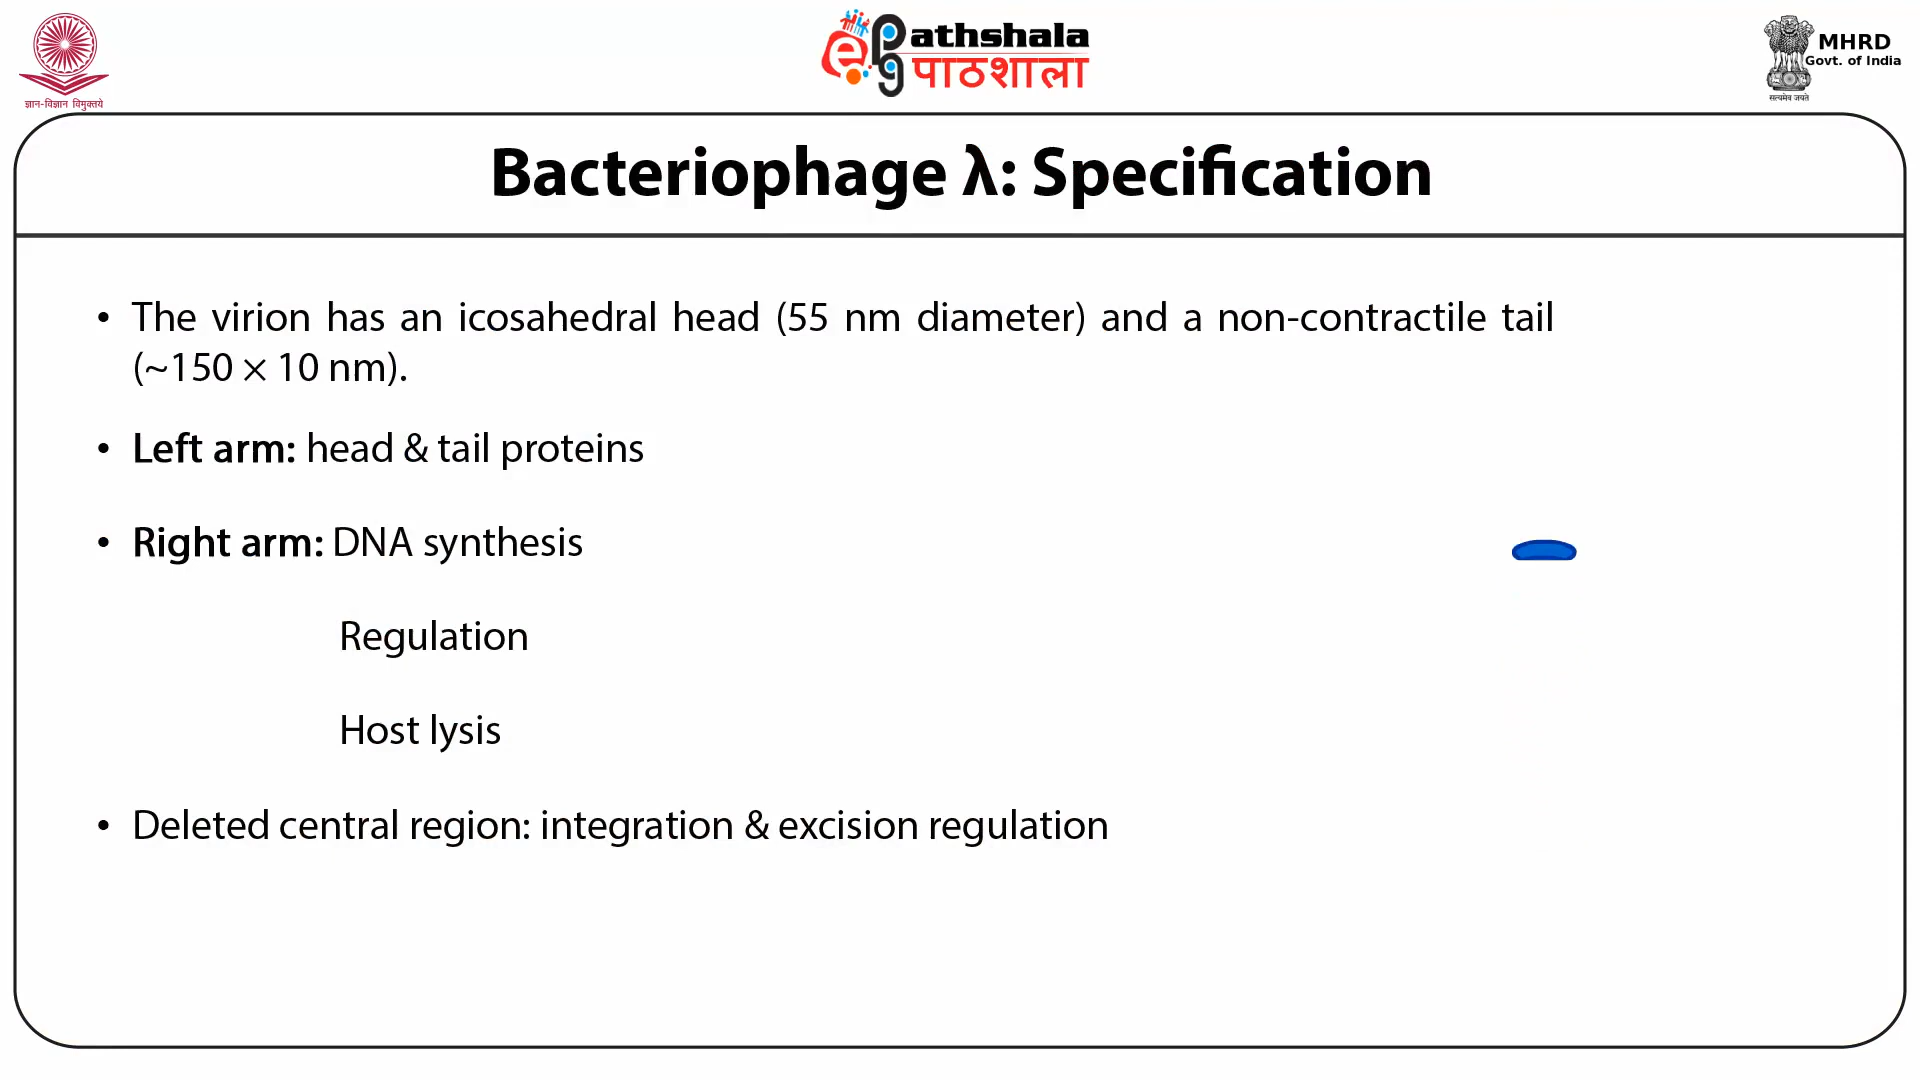 ज्ञान-विज्ञान विमुक्तये
ePathshala
पाठशाला
MHRD
Govt. of India
सत्यमेव जयते
Bacteriophage λ: Specification
• The virion has an icosahedral head (55 nm diameter) and a non-contractile tail
(~150 × 10 nm).
• Left arm: head & tail proteins
• Right arm: DNA synthesis
Regulation
Host lysis
• Deleted central region: integration & excision regulation